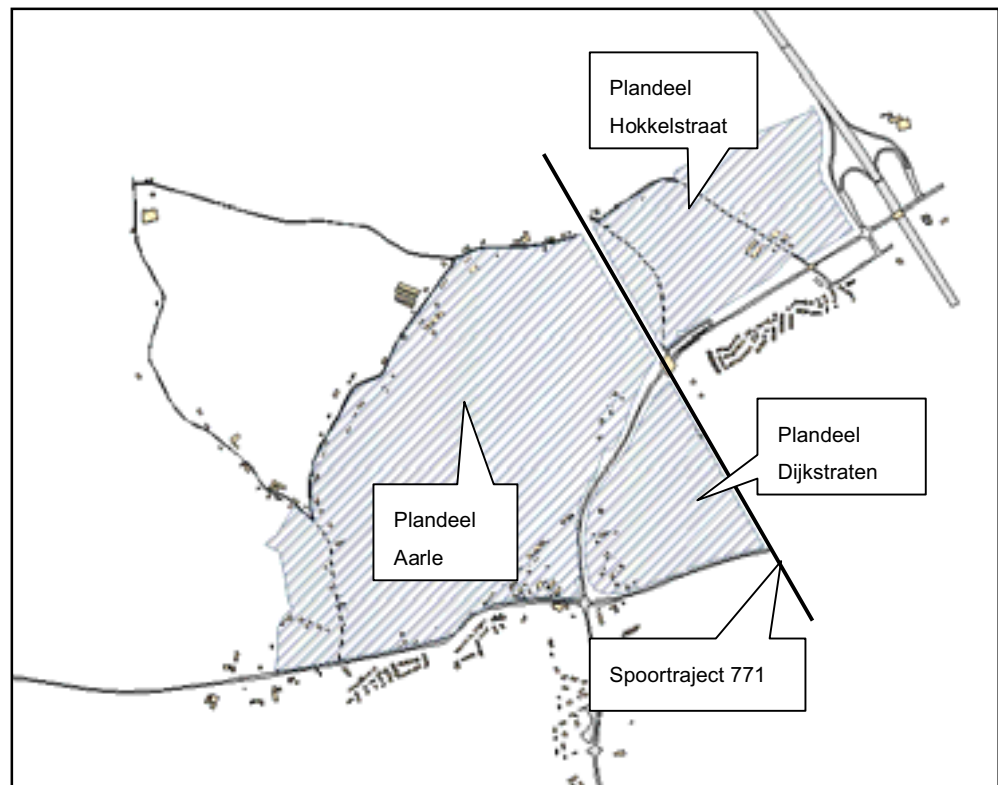 Plandeel
Hokkelstraat
Plandeel
Dijkstraten
Plandeel
Aarle
Spoortraject 771